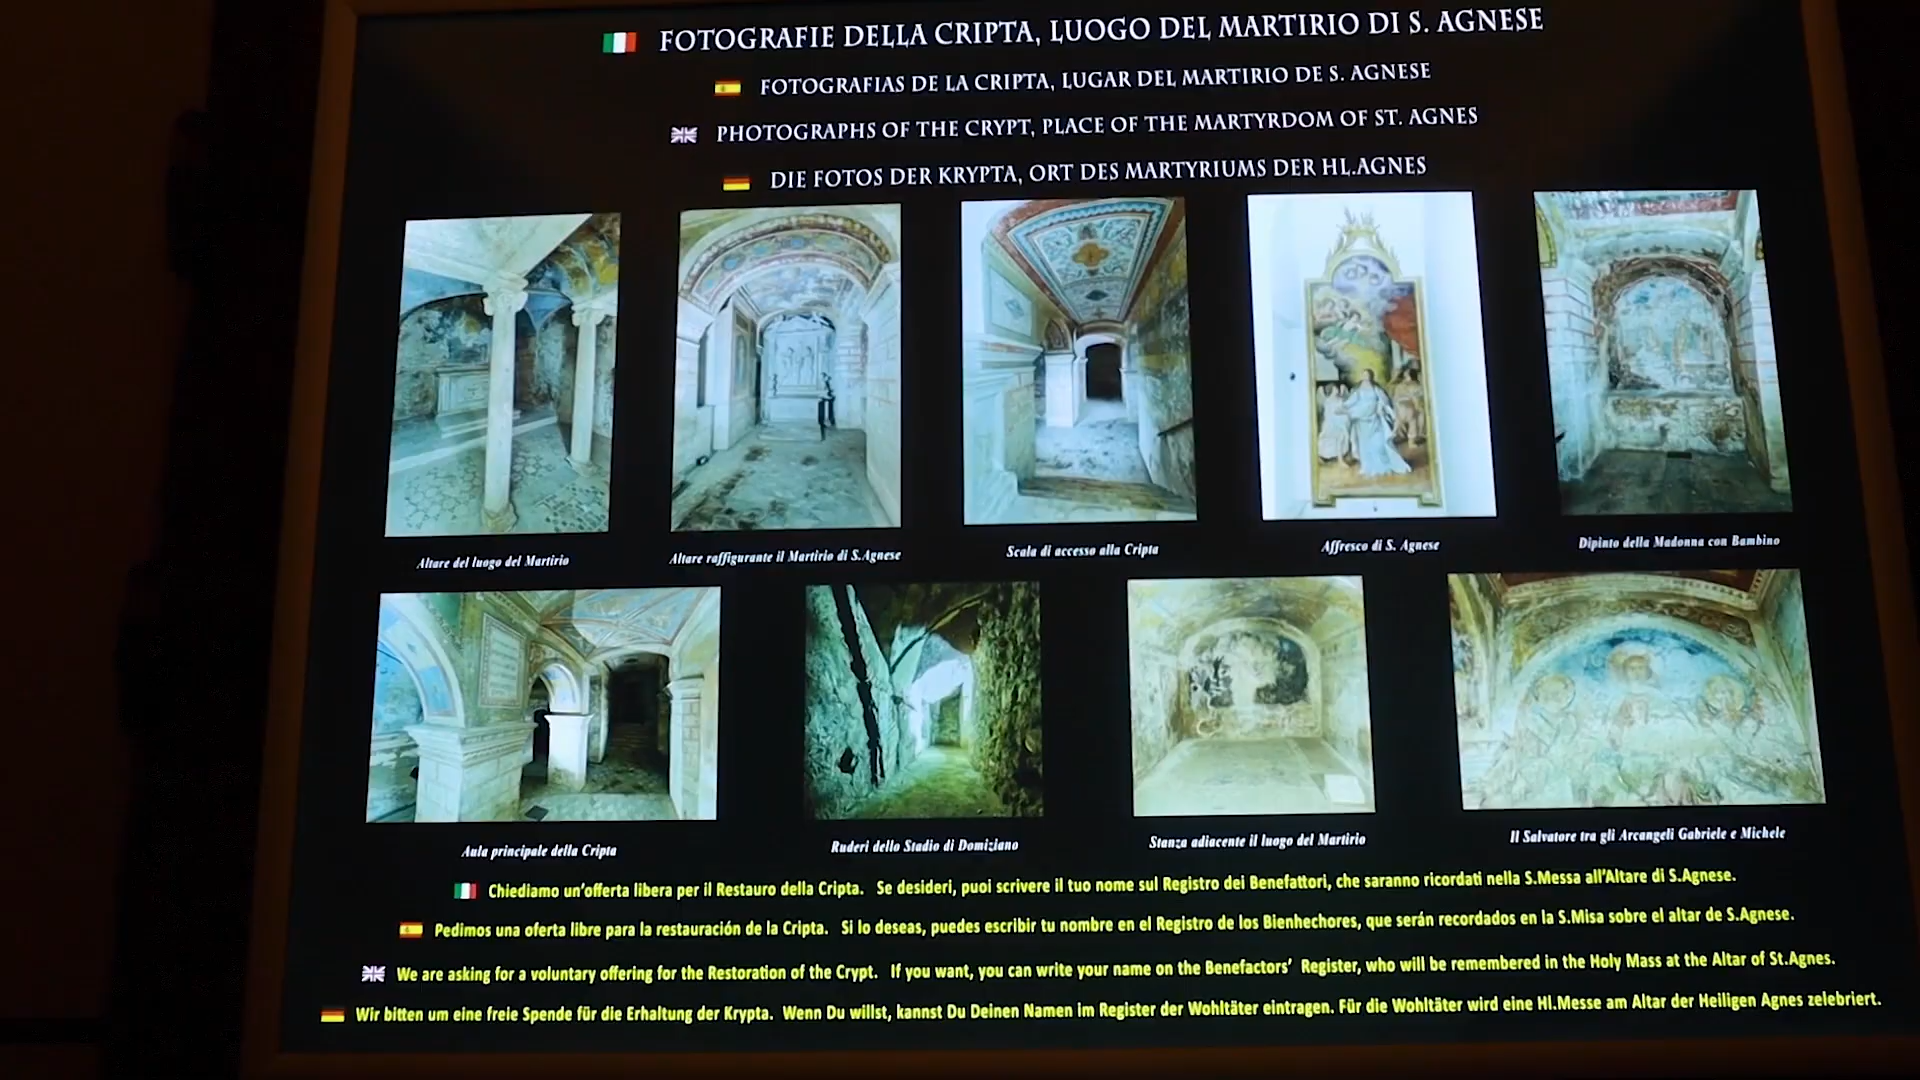 FOTOGRAFIE DELLA CRIPTA, LUOGO DEL MARTIRIO DI S. AGNESE
FOTOGRAFIAS DE LA CRIPTA, LUGAR DEL MARTIRIO DE S. AGNESE
PHOTOGRAPHS OF THE CRYPT, PLACE OF THE MARTYRDOM OF ST. AGNES
DIE FOTOS DER KRYPTA, ORT DES MARTYRIUMS DER HL.AGNES
Altare del luogo del Martirio
Altare raffigurante il Martirio di S.Agnese
Scala di accesso alla Cripta
Affresco di S. Agnese
Dipinto della Madonna con Bambino
Aula principale della Cripta
Ruderi dello Stadio di Domiziano
Stanza adiacente il luogo del Martirio
Il Salvatore tra gli Arcangeli Gabriele e Michele
Chiediamo un'offerta libera per il Restauro della Cripta. Se desideri, puoi scrivere il tuo nome sul Registro dei Benefattori, che saranno ricordati nella S.Messa all'Altare di S.Agnese.
Pedimos una oferta libre para la restauración de la Cripta. Si lo deseas, puedes escribir tu nombre en el Registro de los Bienhechores, que serán recordados en la S.Misa sobre el altar de S.Agnese.
We are asking for a voluntary offering for the Restoration of the Crypt. If you want, you can write your name on the Benefactors' Register, who will be remembered in the Holy Mass at the Altar of St.Agnes.
Wir bitten um eine freie Spende für die Erhaltung der Krypta. Wenn Du willst, kannst Du Deinen Namen im Register der Wohltäter eintragen. Für die Wohltäter wird eine Hl.Messe am Altar der Heiligen Agnes zelebriert.